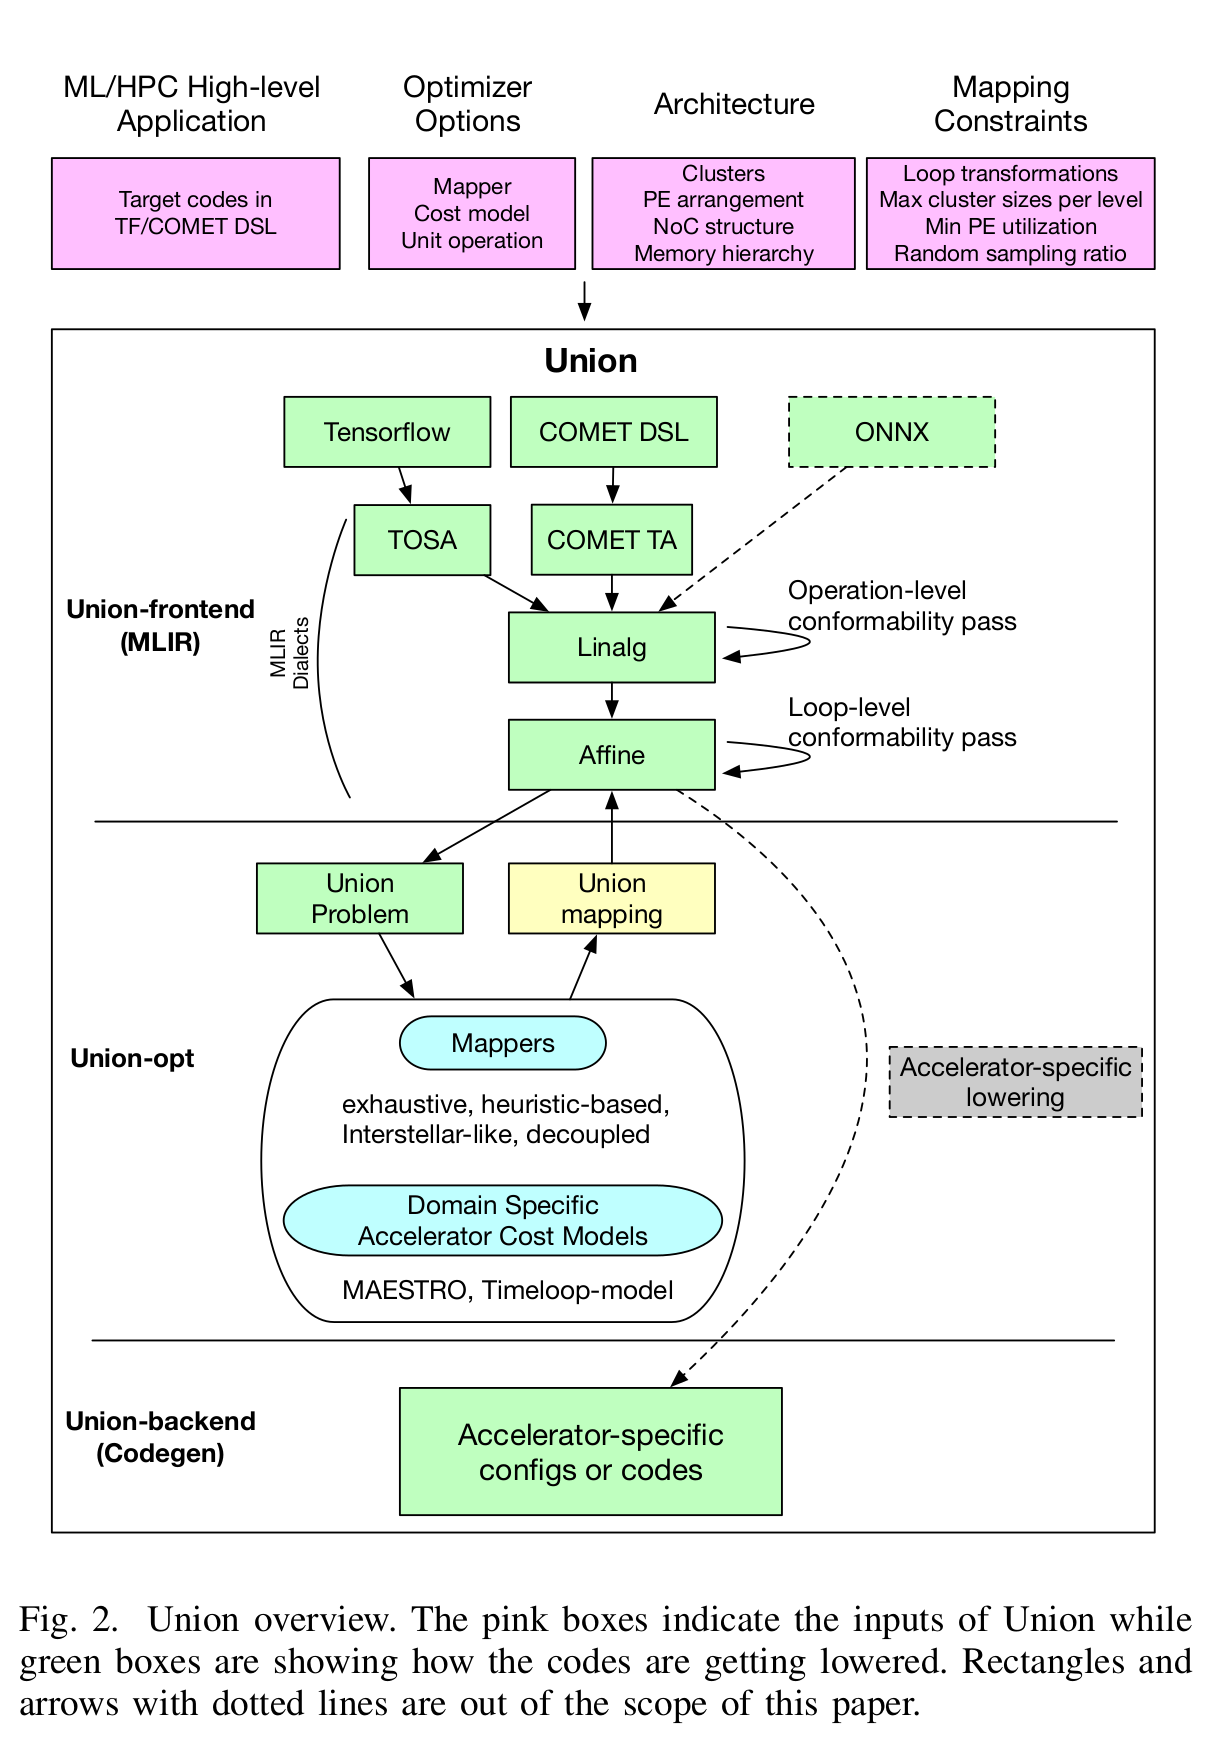 ML/HPC High-level
Application
Optimizer
Options
Architecture
Mapping
Constraints
Target codes in
TF/COMET DSL
Mapper
Cost model
Unit operation
Clusters
PE arrangement
NoC structure
Memory hierarchy
Loop transformations
Max cluster sizes per level
Min PE utilization
Random sampling ratio
Union
Tensorflow
COMET DSL
ONNX
TOSA
COMET TA
Union-frontend
(MLIR)
MLIR
Dialects
Linalg
Operation-level
conformability pass
Affine
Loop-level
conformability pass
Union
Problem
Union
mapping
Union-opt
Mappers
exhaustive, heuristic-based,
Interstellar-like, decoupled
Domain Specific
Accelerator Cost Models
MAESTRO, Timeloop-model
Accelerator-specific
lowering
Union-backend
(Codegen)
Accelerator-specific
configs or codes
Fig. 2. Union overview. The pink boxes indicate the inputs of Union while
green boxes are showing how the codes are getting lowered. Rectangles and
arrows with dotted lines are out of the scope of this paper.